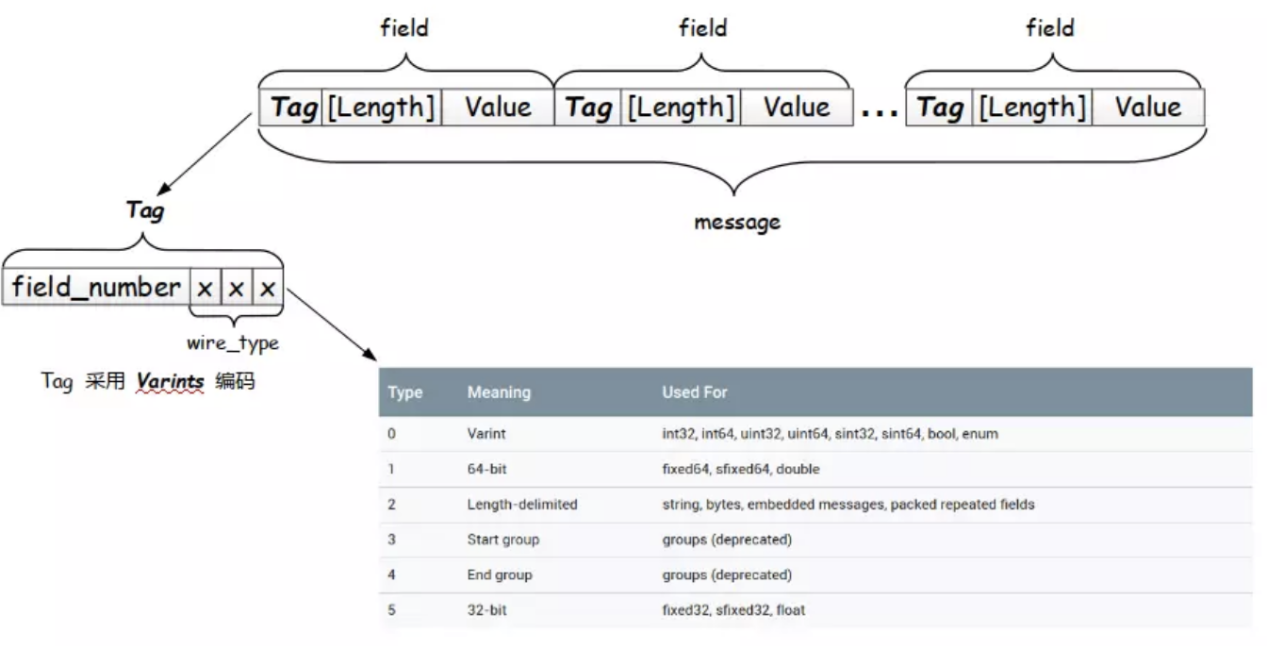 field field field
Tag [Length] Value Tag [Length] Value ... Tag [Length] Value
message
Tag
field_number x x x
wire_type
Tag 采用 Varints 编码
Type Meaning Used For
0 Varint int32, int64, uint32, uint64, sint32, sint64, bool, enum
1 64-bit fixed64, sfixed64, double
2 Length-delimited string, bytes, embedded messages, packed repeated fields
3 Start group groups (deprecated)
4 End group groups (deprecated)
5 32-bit fixed32, sfixed32, float